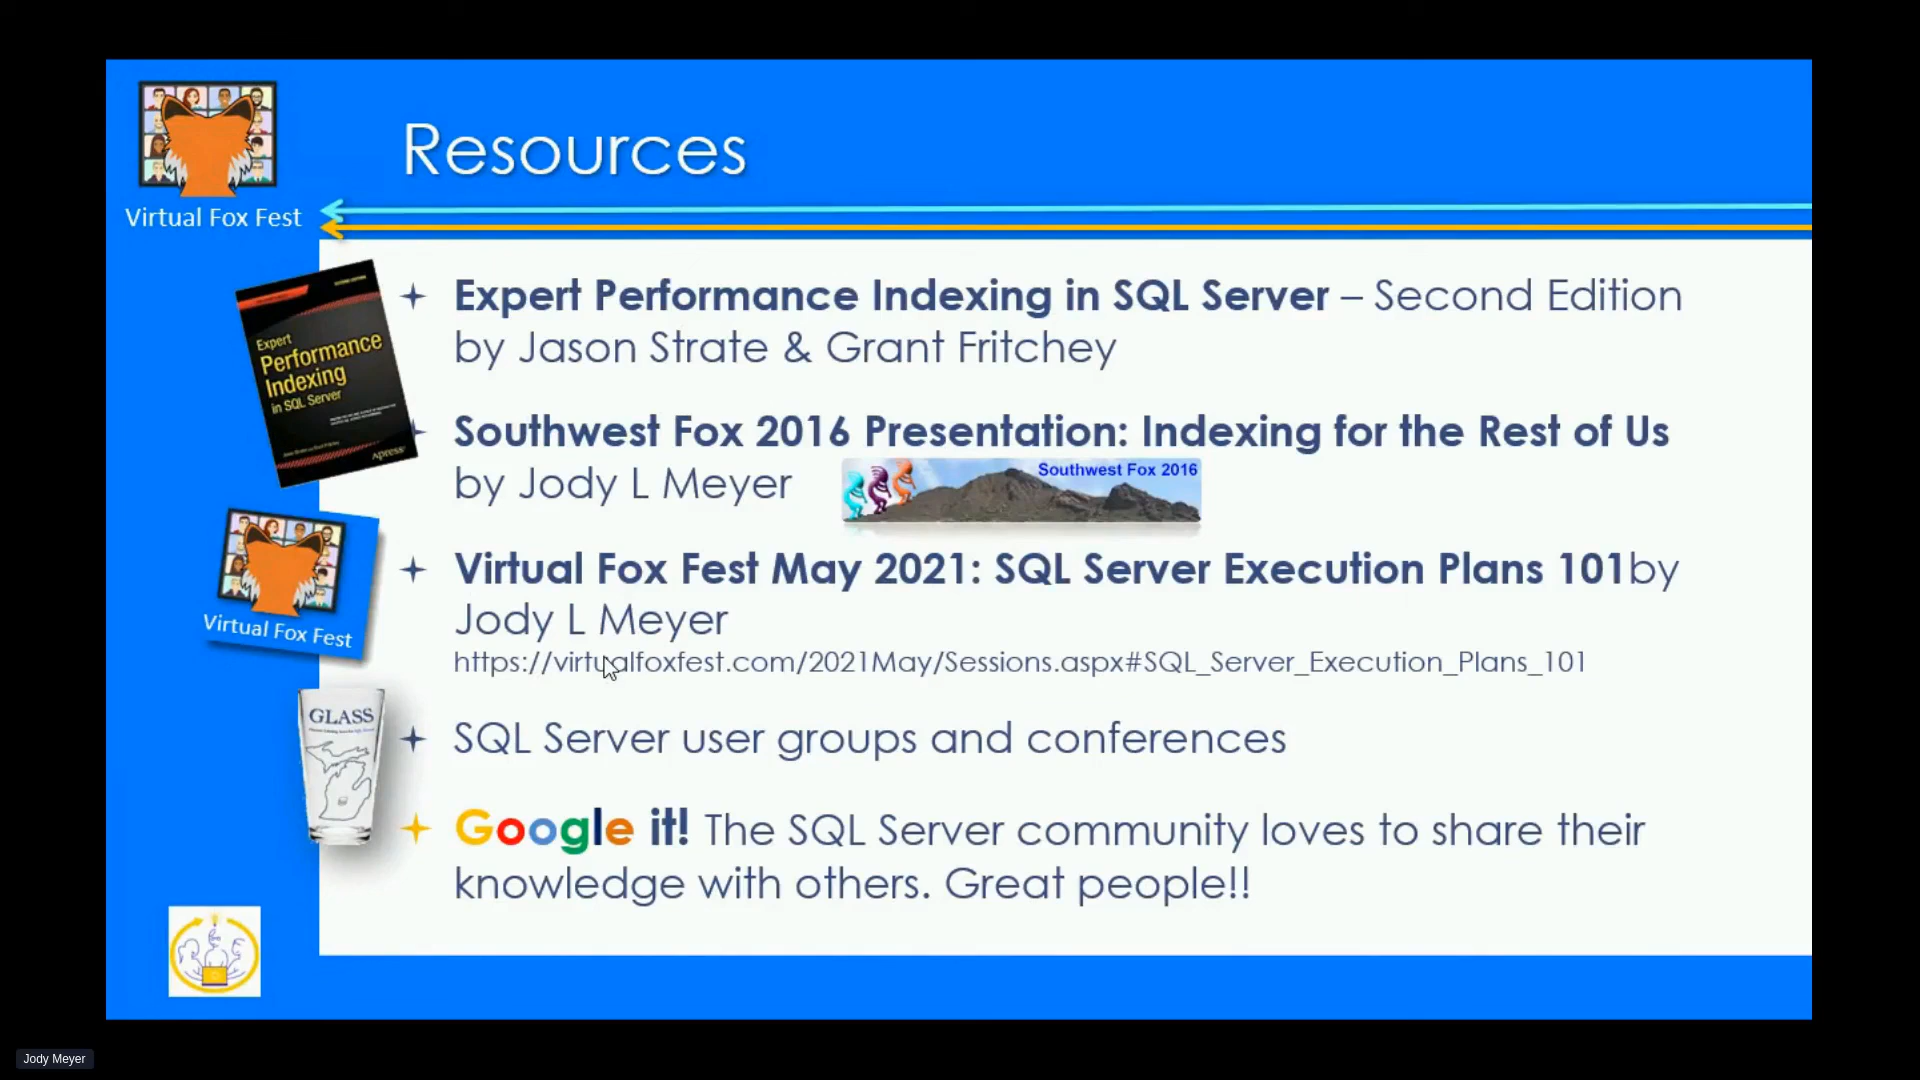 Virtual Fox Fest
Resources
Expert Performance Indexing in SQL Server – Second Edition
by Jason Strate & Grant Fritchey
Expert
Performance
Indexing
in SQL Server
Apress
Southwest Fox 2016 Presentation: Indexing for the Rest of Us
by Jody L Meyer
Southwest Fox 2016
Virtual Fox Fest May 2021: SQL Server Execution Plans 101by
Jody L Meyer
https://virtualfoxfest.com/2021May/Sessions.aspx#SQL_Server_Execution_Plans_101
Virtual Fox Fest
GLASS
SQL Server user groups and conferences
Google it! The SQL Server community loves to share their
knowledge with others. Great people!!
Jody Meyer